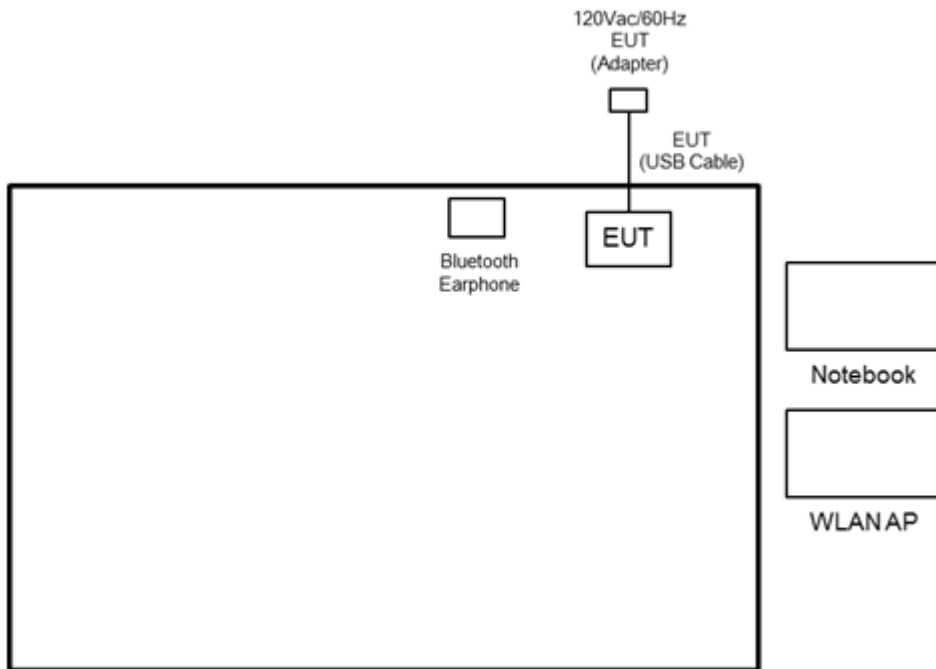 120Vac/60Hz
EUT
(Adapter)
EUT
(USB Cable)
EUT
Bluetooth
Earphone
Notebook
WLAN AP